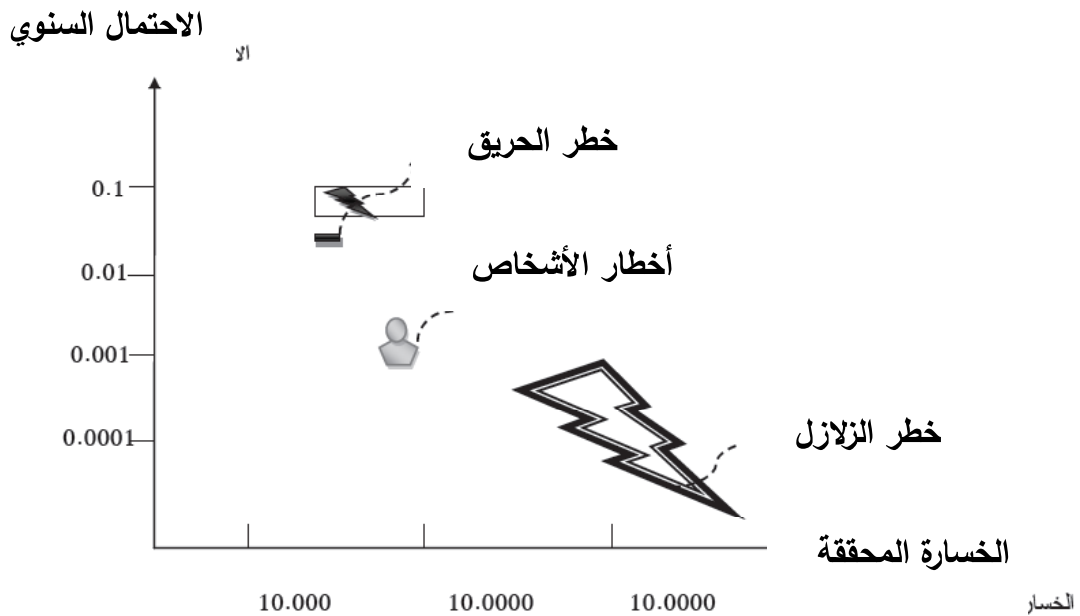 الاحتمال السنوي
الا
خطر الحريق
0.1
أخطار الأشخاص
0.01
0.001
خطر الزلازل
0.0001
الخسارة المحققة
10.000 10.0000 10.0000
الخسار